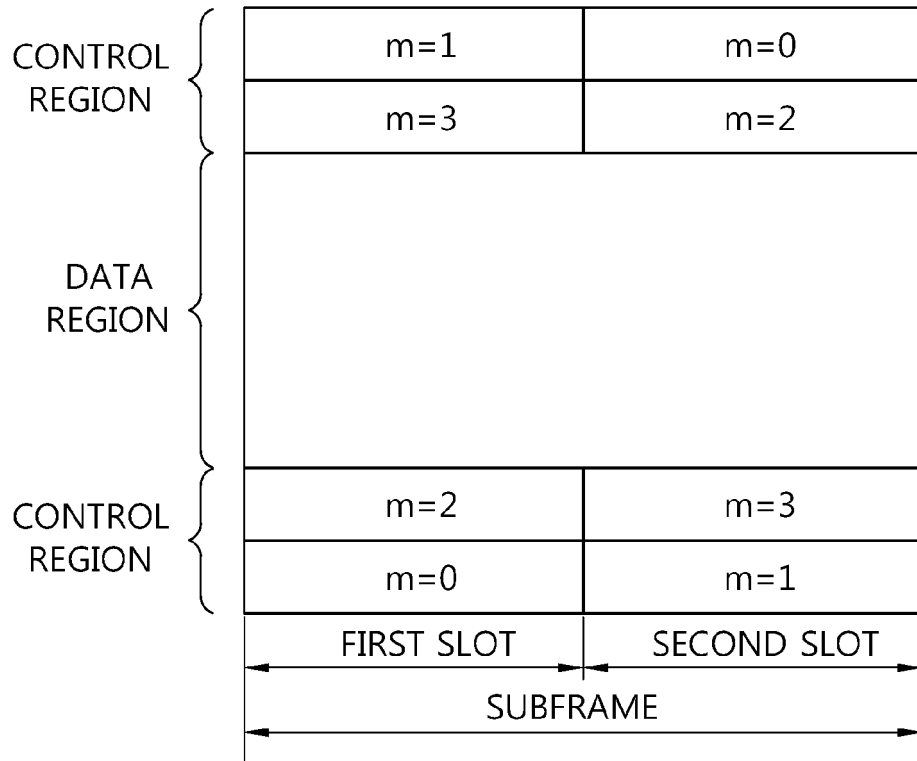 CONTROL
REGION
m=1
m=0
m=3
m=2
DATA
REGION
CONTROL
REGION
m=2
m=3
m=0
m=1
FIRST SLOT
SECOND SLOT
SUBFRAME